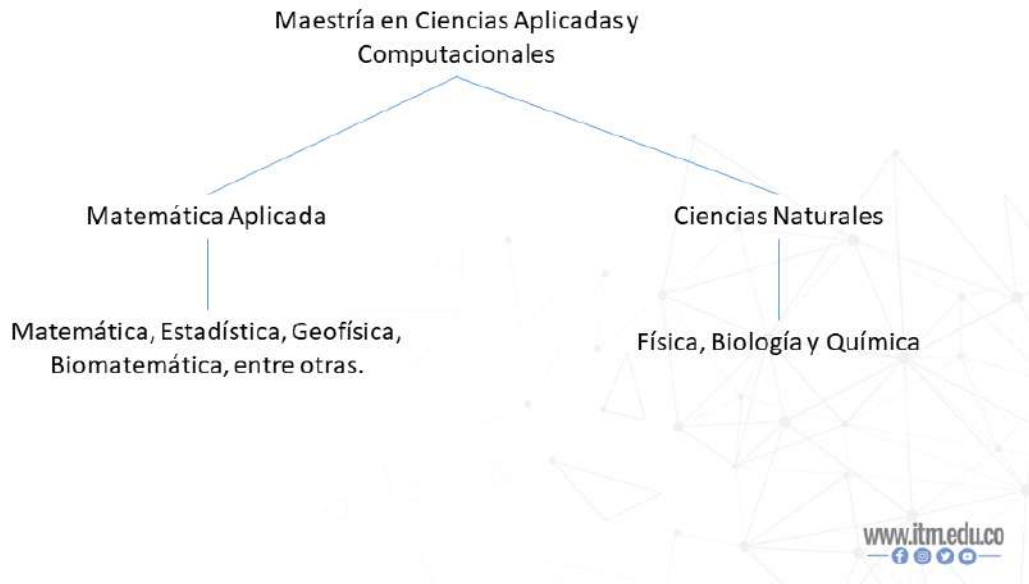 Maestría en Ciencias Aplicadas y
Computacionales
Matemática Aplicada
Ciencias Naturales
Matemática, Estadística, Geofísica,
Biomatemática, entre otras.
Física, Biología y Química
www.itm.edu.co